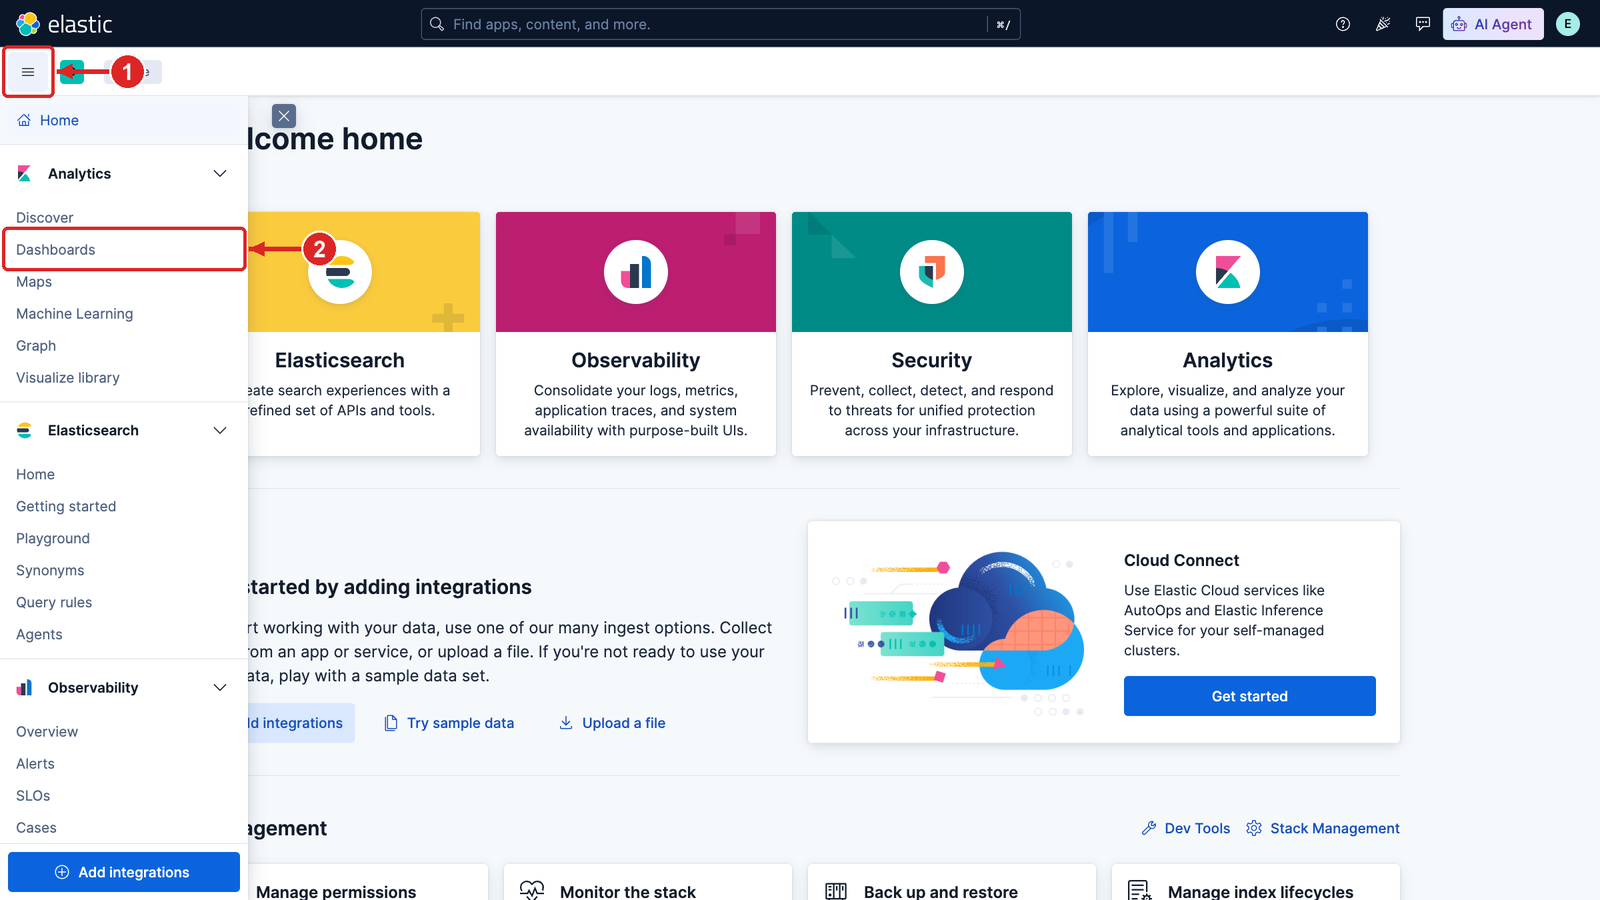 elastic
Find apps, content, and more.
⌘/
AI Agent
E
1
Home
lcome home
Analytics
Discover
Dashboards
2
Maps
Machine Learning
Graph
Visualize library
Elasticsearch
Home
Getting started
Playground
Synonyms
Query rules
Agents
Observability
Overview
Alerts
SLOs
Cases
Add integrations
Elasticsearch
eate search experiences with a
refined set of APIs and tools.
Observability
Consolidate your logs, metrics,
application traces, and system
availability with purpose-built UIs.
Security
Prevent, collect, detect, and respond
to threats for unified protection
across your infrastructure.
Analytics
Explore, visualize, and analyze your
data using a powerful suite of
analytical tools and applications.
started by adding integrations
rt working with your data, use one of our many ingest options. Collect
om an app or service, or upload a file. If you're not ready to use your
ata, play with a sample data set.
dd integrations
Try sample data
Upload a file
Cloud Connect
Use Elastic Cloud services like
AutoOps and Elastic Inference
Service for your self-managed
clusters.
Get started
agement
Dev Tools
Stack Management
Manage permissions
Monitor the stack
Back up and restore
Manage index lifecycles